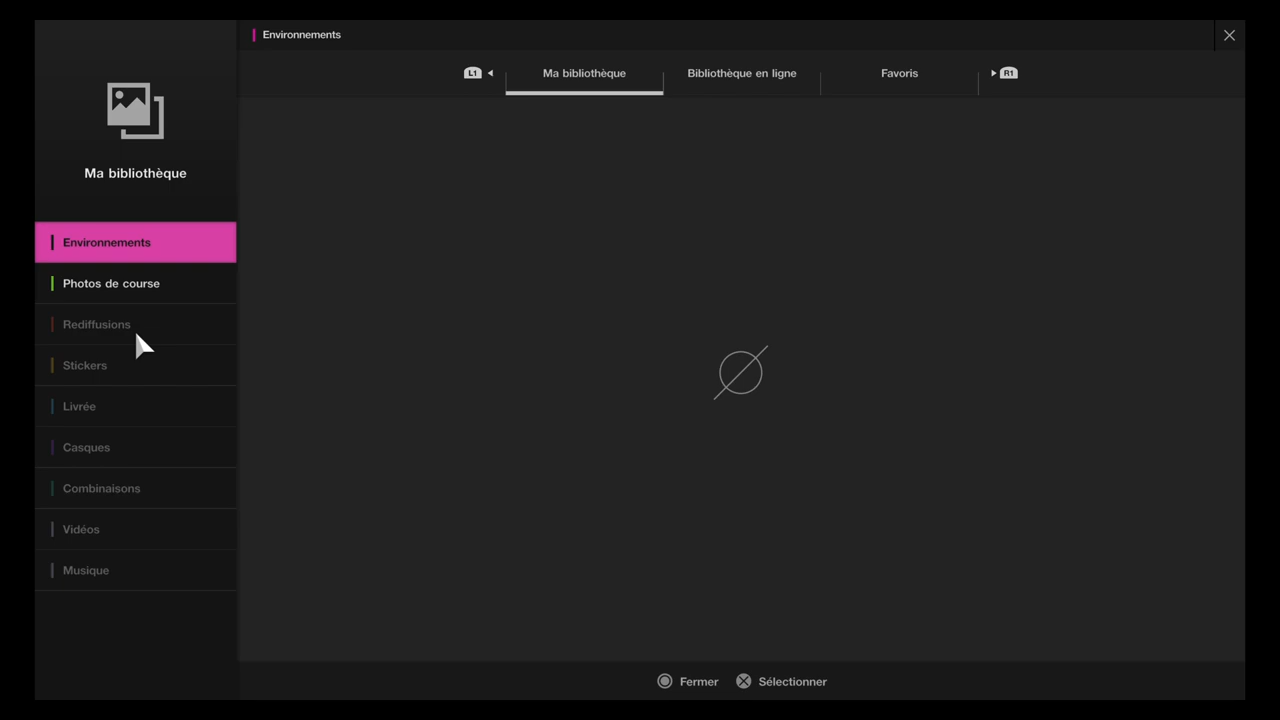 Environnements
L1
Ma bibliothèque
Bibliothèque en ligne
Favoris
R1
Ma bibliothèque
Environnements
Photos de course
Rediffusions
Stickers
Livrée
Casques
Combinaisons
Vidéos
Musique
Fermer
Sélectionner